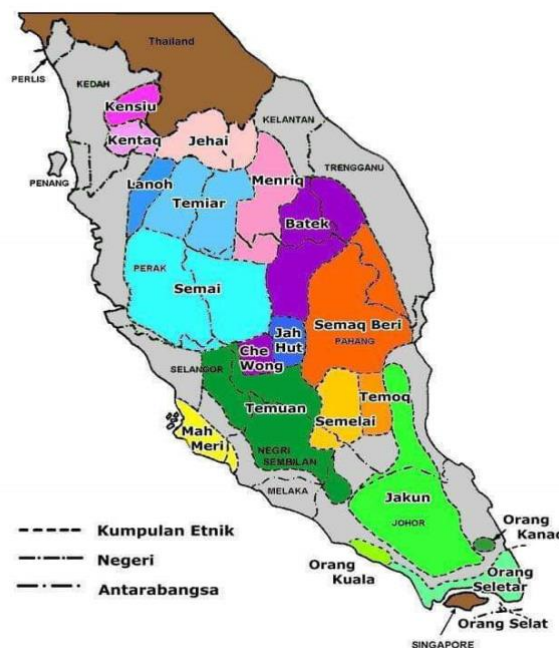 Thailand
PERLIS
KEDAH
Kensiu
KELANTAN
Kentaq
Jehai
TRENGGANU
PENANG
Lanoh
Menriq
Temiar
Batek
PERAK
Semai
Semaq Beri
Jah
Hut
PAHANG
Che
Wong
SELANGOR
Temoq
Temuan
Semelai
Mah
Meri
NEGRI
SEMBILAN
MELAKA
Jakun
JOHOR
Orang
Kanaq
Kumpulan Etnik
Negeri
Antarabangsa
Orang
Kuala
Orang
Seletar
Orang Selat
SINGAPORE